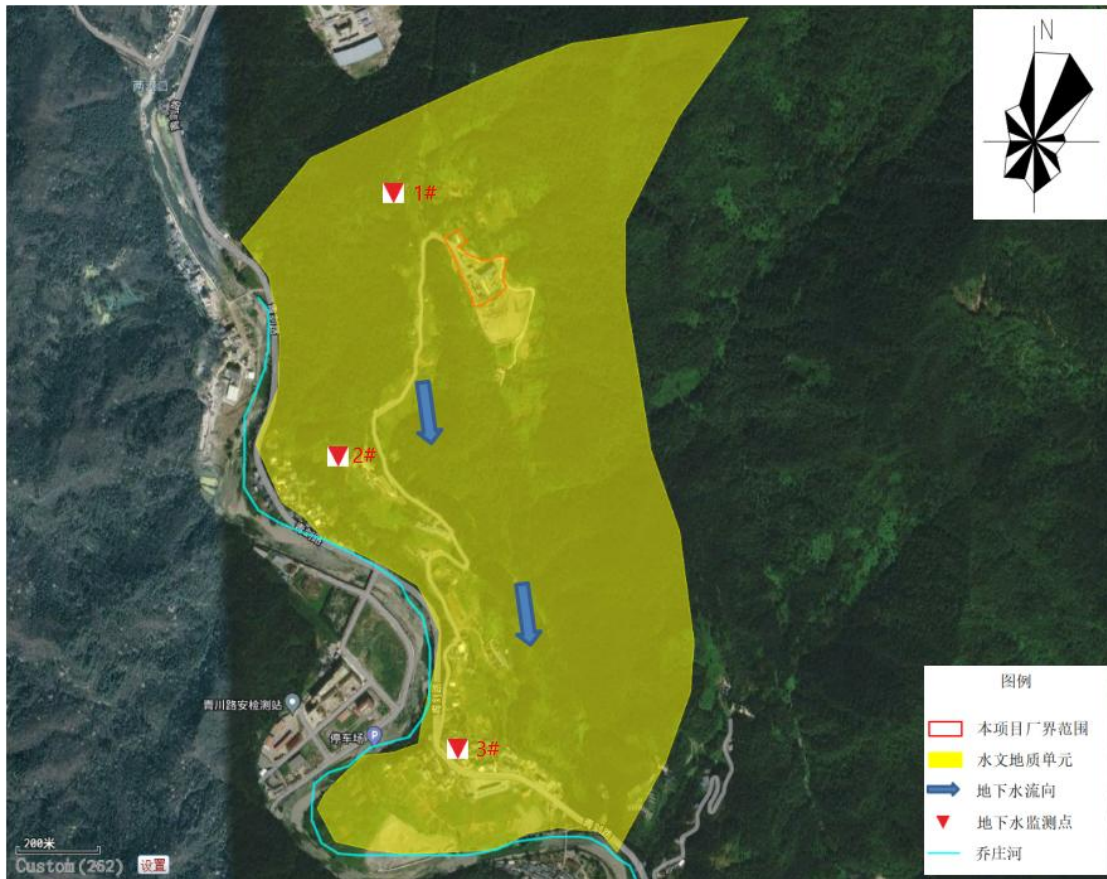 N
1#
2#
3#
青川路安检测站
停车场
P
图例
本项目厂界范围
水文地质单元
地下水流向
地下水监测点
乔庄河
200米
Custom(262) 设置